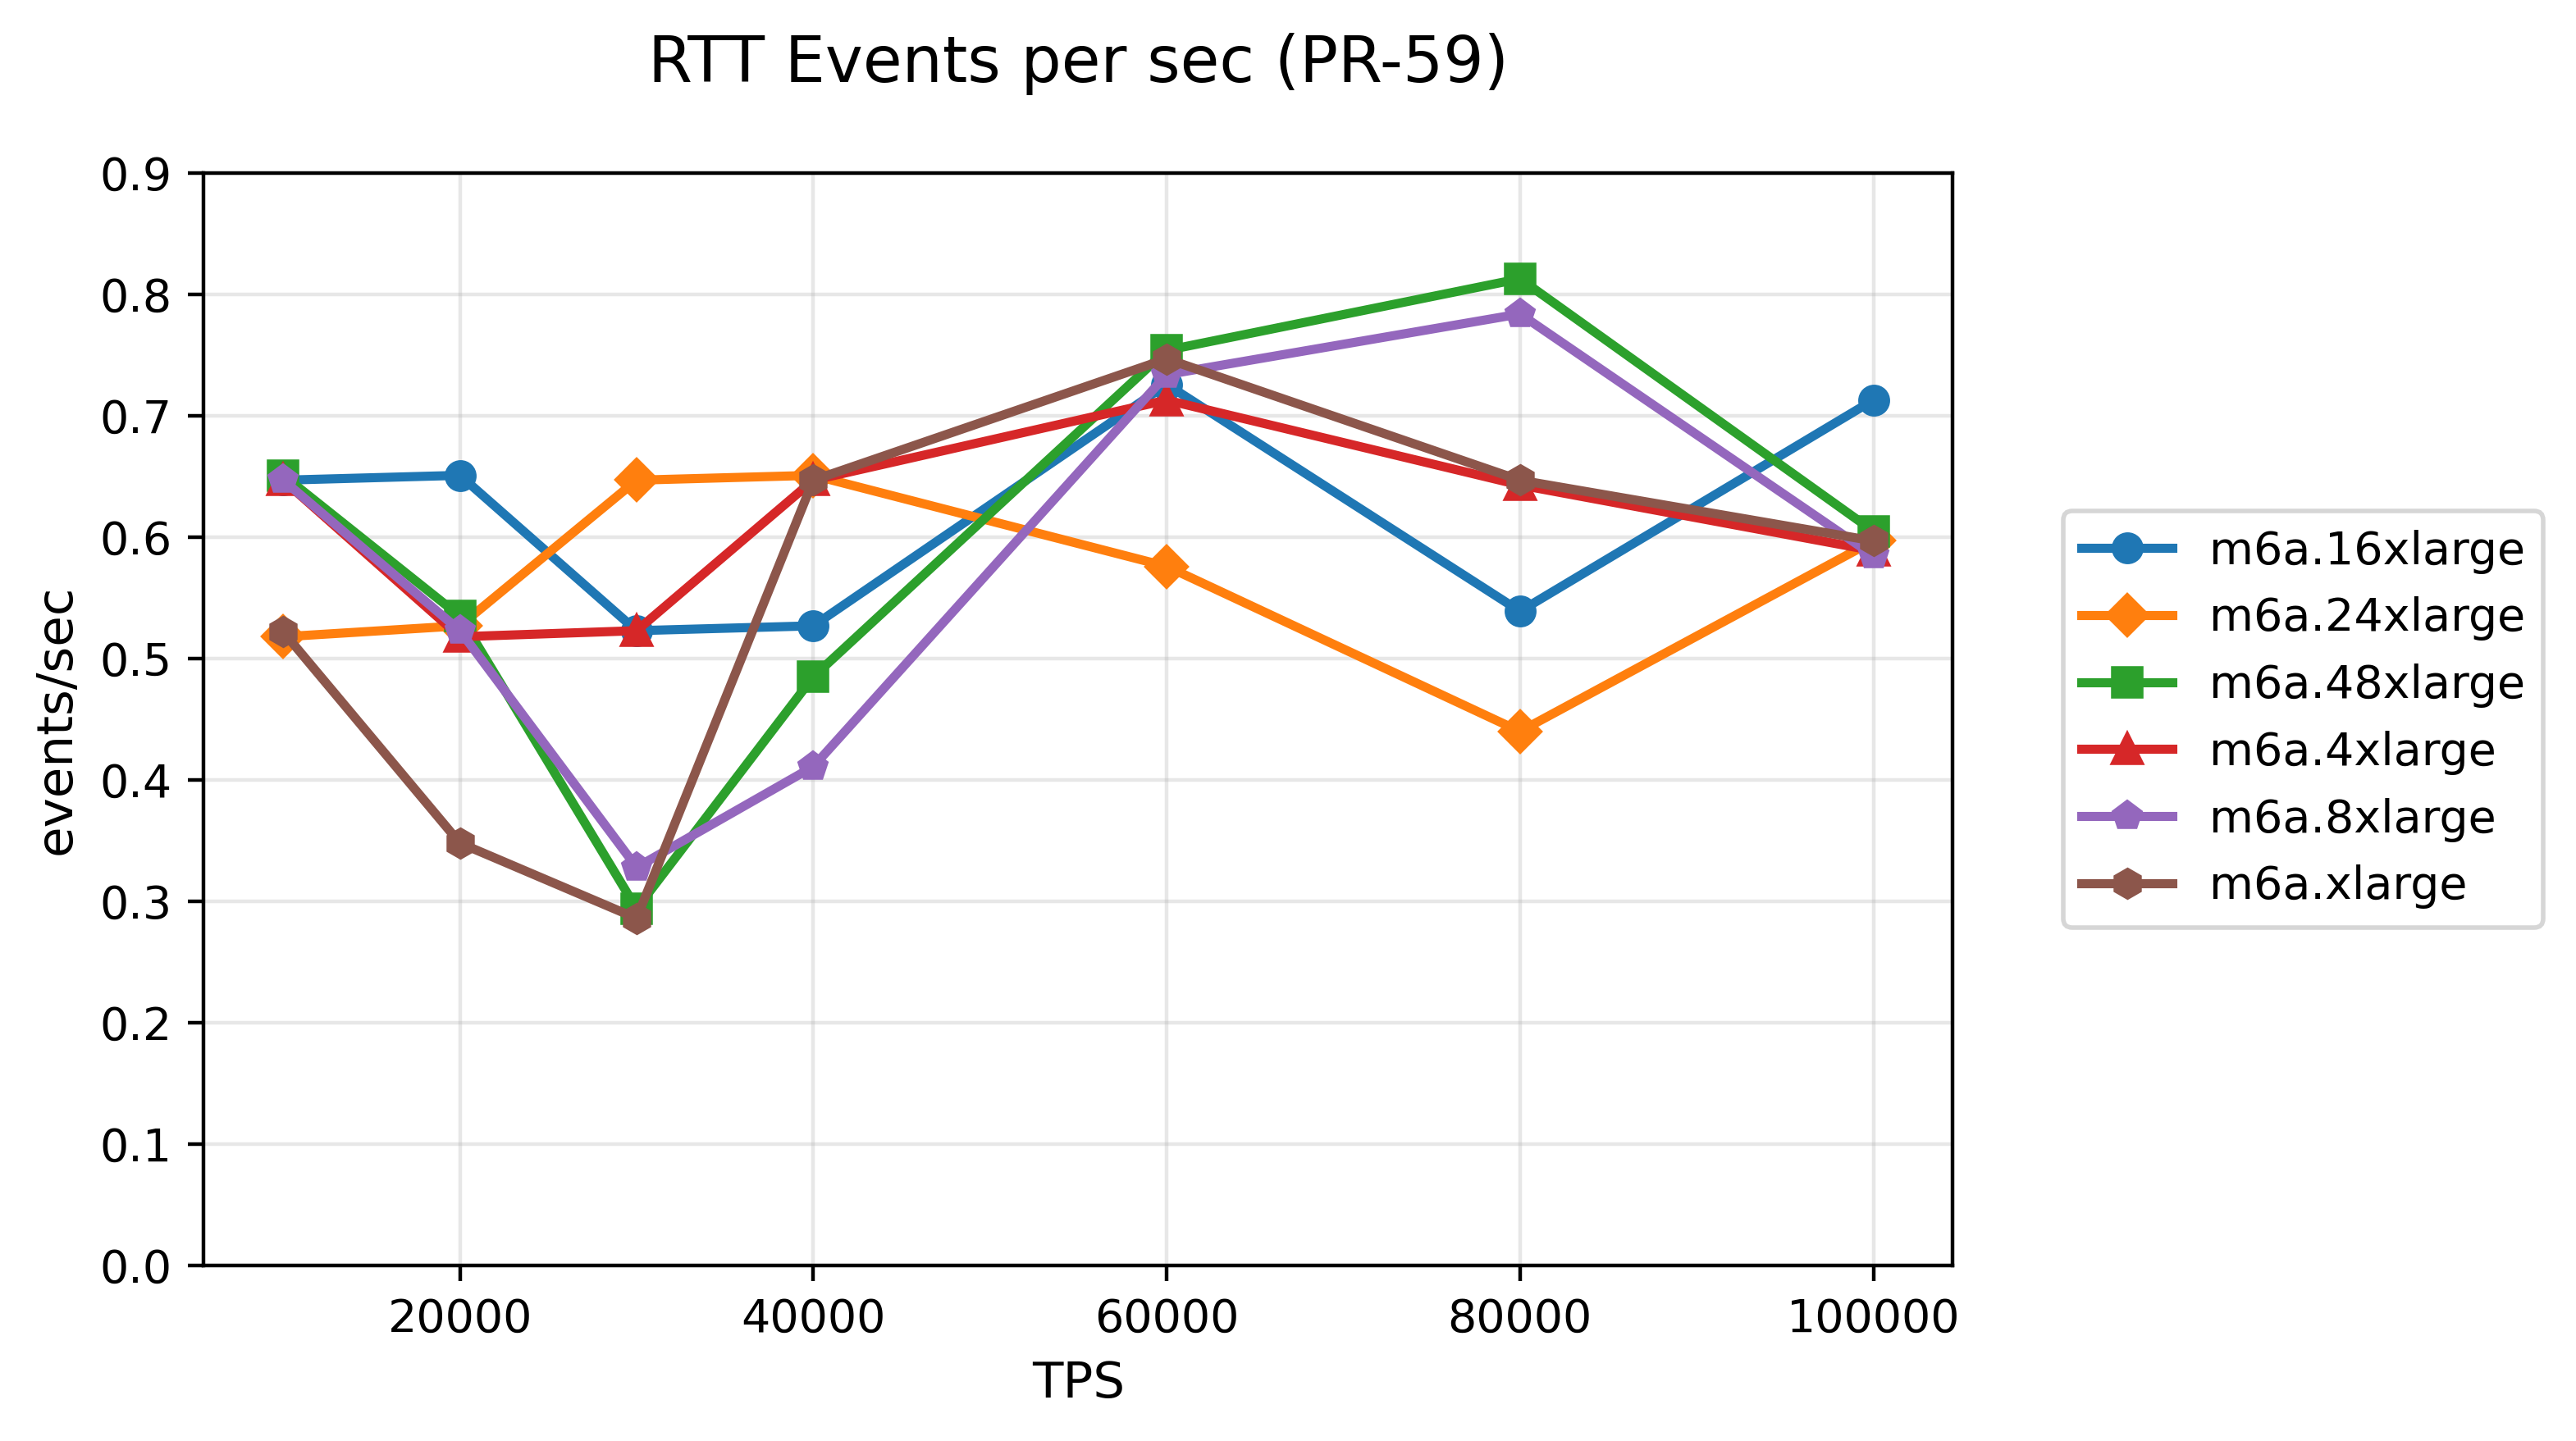 RTT Events per sec (PR-59)
0.9
0.8
0.7
0.6
0.5
0.4
0.3
0.2
0.1
0.0
events/sec
20000 40000 60000 80000 100000
TPS
m6a.16xlarge
m6a.24xlarge
m6a.48xlarge
m6a.4xlarge
m6a.8xlarge
m6a.xlarge